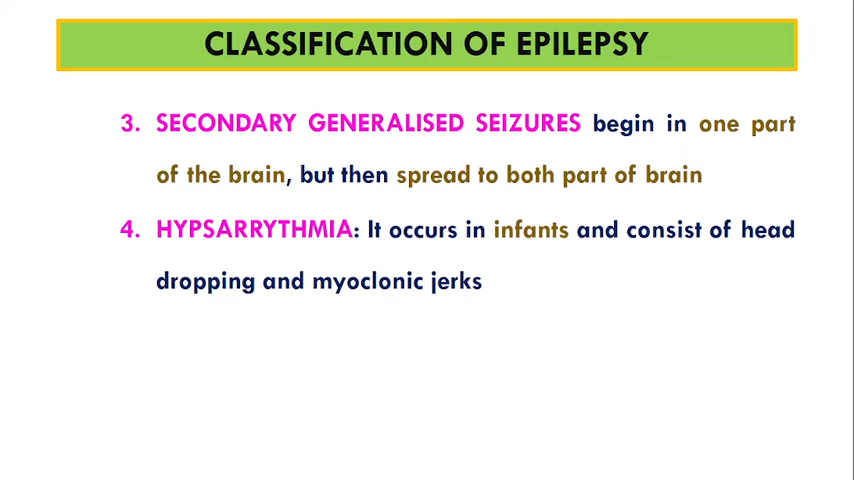 CLASSIFICATION OF EPILEPSY
3. SECONDARY GENERALISED SEIZURES begin in one part
of the brain, but then spread to both part of brain
4. HYPSARRYTHMIA: It occurs in infants and consist of head
dropping and myoclonic jerks